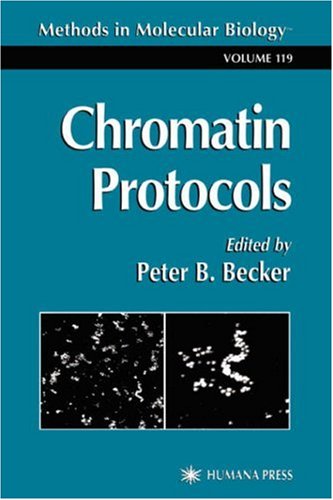 Methods in Molecular Biology™
VOLUME 119
Chromatin
Protocols
Edited by
Peter B. Becker
HUMANA PRESS